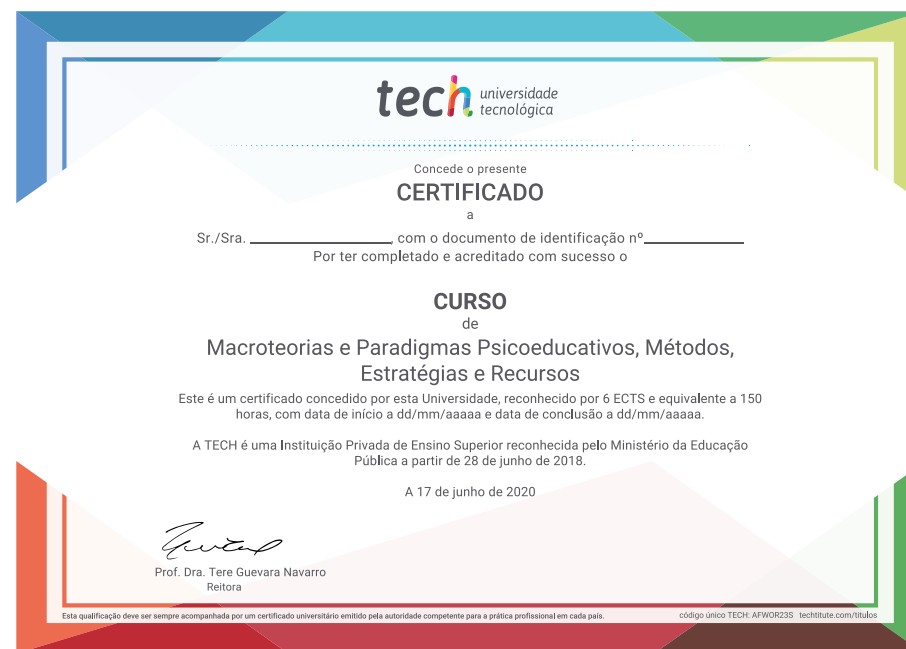 tech universidade
tecnológica
Concede o presente
CERTIFICADO
a
Sr./Sra. ________________, com o documento de identificação nº____________
Por ter completado e acreditado com sucesso o
CURSO
de
Macroteorias e Paradigmas Psicoeducativos, Métodos,
Estratégias e Recursos
Este é um certificado concedido por esta Universidade, reconhecido por 6 ECTS e equivalente a 150
horas, com data de início a dd/mm/aaaaa e data de conclusão a dd/mm/aaaaa.
A TECH é uma Instituição Privada de Ensino Superior reconhecida pelo Ministério da Educação
Pública a partir de 28 de junho de 2018.
A 17 de junho de 2020
Prof. Dra. Tere Guevara Navarro
Reitora
Esta qualificação deve ser sempre acompanhada por um certificado universitário emitido pela autoridade competente para a prática profissional em cada país. código único TECH: AFWOR23S techtitute.com/titulos